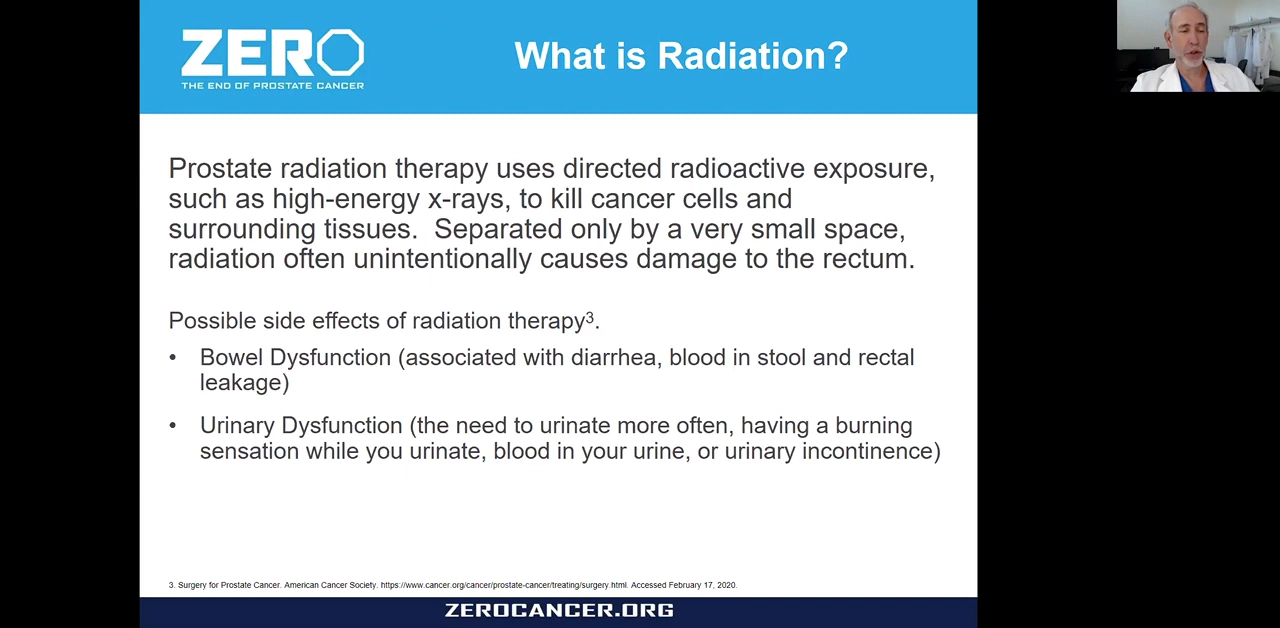 ZERO
THE END OF PROSTATE CANCER
What is Radiation?
Prostate radiation therapy uses directed radioactive exposure,
such as high-energy x-rays, to kill cancer cells and
surrounding tissues.  Separated only by a very small space,
radiation often unintentionally causes damage to the rectum.
Possible side effects of radiation therapy³.
• Bowel Dysfunction (associated with diarrhea, blood in stool and rectal
leakage)
• Urinary Dysfunction (the need to urinate more often, having a burning
sensation while you urinate, blood in your urine, or urinary incontinence)
3. Surgery for Prostate Cancer. American Cancer Society. https://www.cancer.org/cancer/prostate-cancer/treating/surgery.html. Accessed February 17, 2020.
ZEROCANCER.ORG